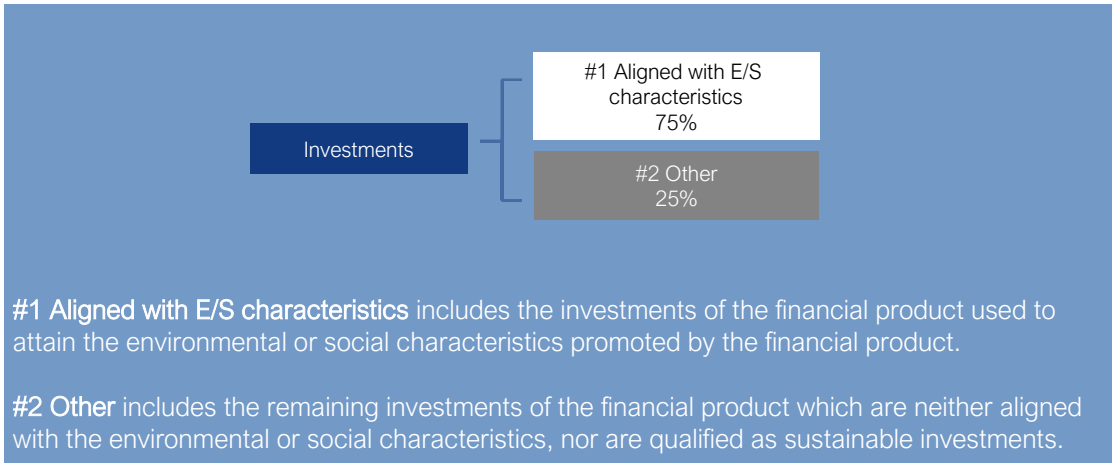 #1 Aligned with E/S
characteristics
75%
Investments
#2 Other
25%
#1 Aligned with E/S characteristics includes the investments of the financial product used to
attain the environmental or social characteristics promoted by the financial product.
#2 Other includes the remaining investments of the financial product which are neither aligned
with the environmental or social characteristics, nor are qualified as sustainable investments.